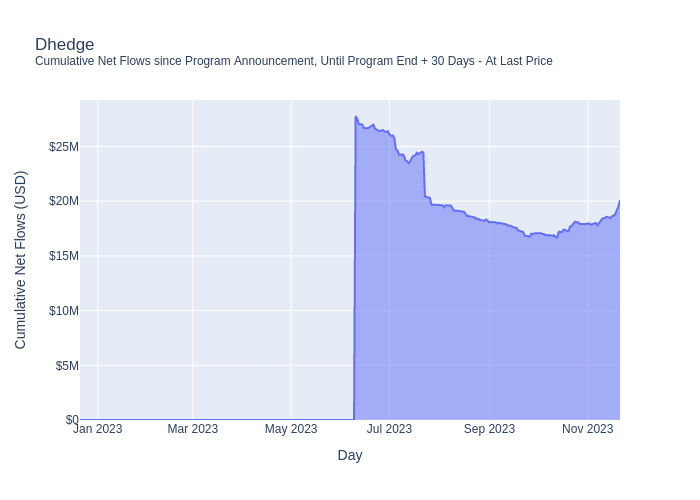 Dhedge
Cumulative Net Flows since Program Announcement, Until Program End + 30 Days - At Last Price
Cumulative Net Flows (USD)
$25M
$20M
$15M
$10M
$5M
$0
Jan 2023
Mar 2023
May 2023
Jul 2023
Sep 2023
Nov 2023
Day